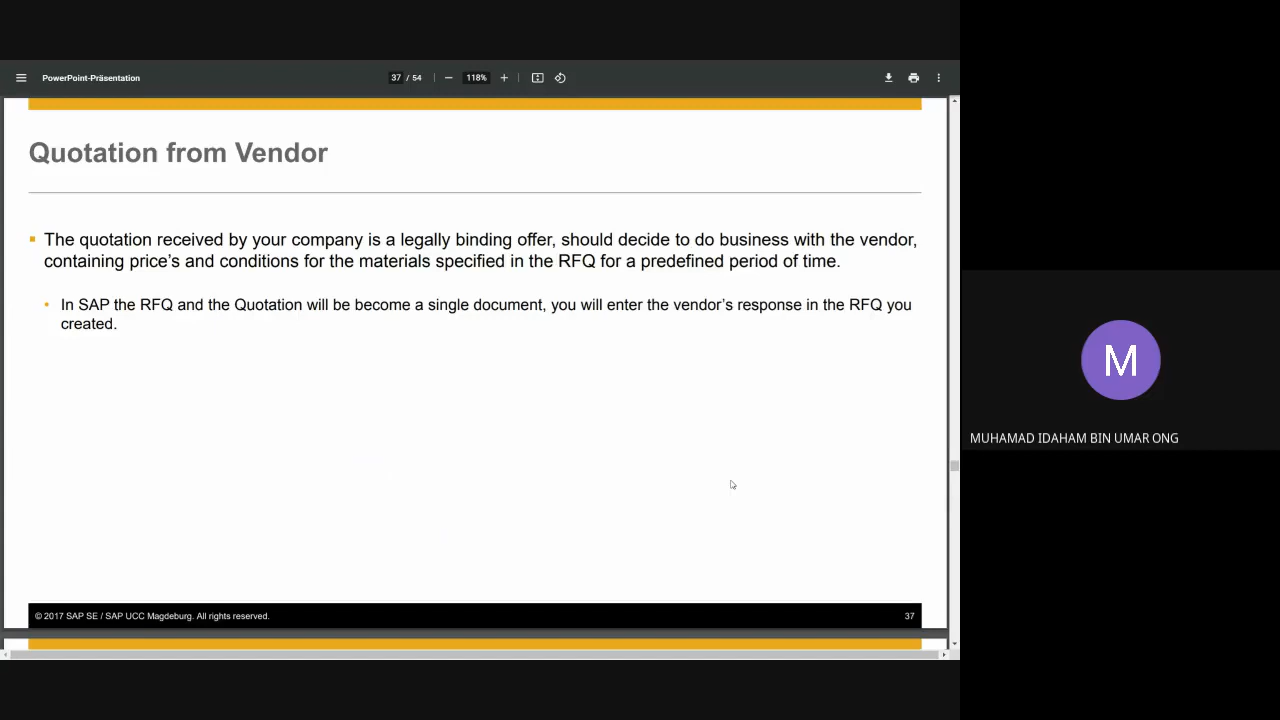 PowerPoint-Präsentation
37 / 54
118%
Quotation from Vendor
The quotation received by your company is a legally binding offer, should decide to do business with the vendor,
containing price's and conditions for the materials specified in the RFQ for a predefined period of time.
In SAP the RFQ and the Quotation will be become a single document, you will enter the vendor's response in the RFQ you
created.
M
MUHAMAD IDAHAM BIN UMAR ONG
© 2017 SAP SE / SAP UCC Magdeburg. All rights reserved.
37